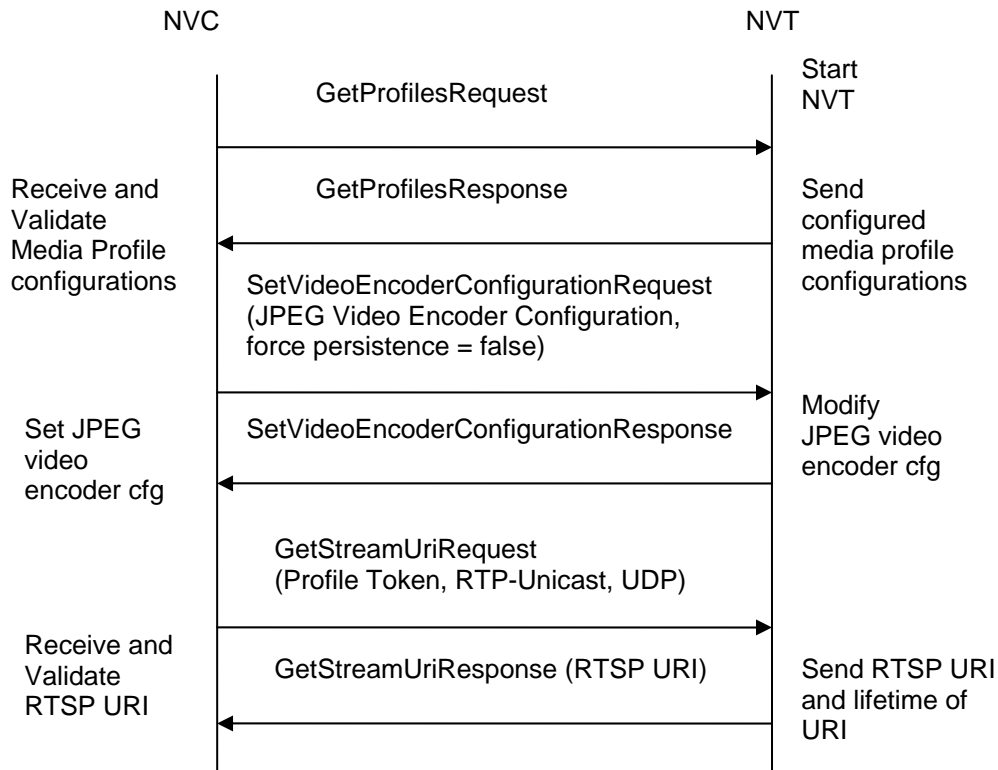 NVC
NVT
Start
NVT
GetProfilesRequest
Receive and
Validate
Media Profile
configurations
GetProfilesResponse
Send
configured
media profile
configurations
SetVideoEncoderConfigurationRequest
(JPEG Video Encoder Configuration,
force persistence = false)
Set JPEG
video
encoder cfg
SetVideoEncoderConfigurationResponse
Modify
JPEG video
encoder cfg
GetStreamUriRequest
(Profile Token, RTP-Unicast, UDP)
Receive and
Validate
RTSP URI
GetStreamUriResponse (RTSP URI)
Send RTSP URI
and lifetime of
URI